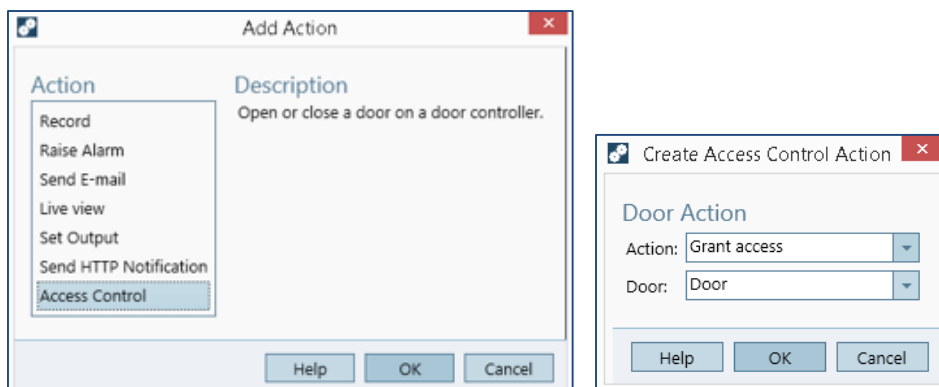 Add Action
Action
Record
Raise Alarm
Send E-mail
Live view
Set Output
Send HTTP Notification
Access Control
Description
Open or close a door on a door controller.
Help
OK
Cancel
Create Access Control Action
Door Action
Action: Grant access
Door: Door
Help
OK
Cancel